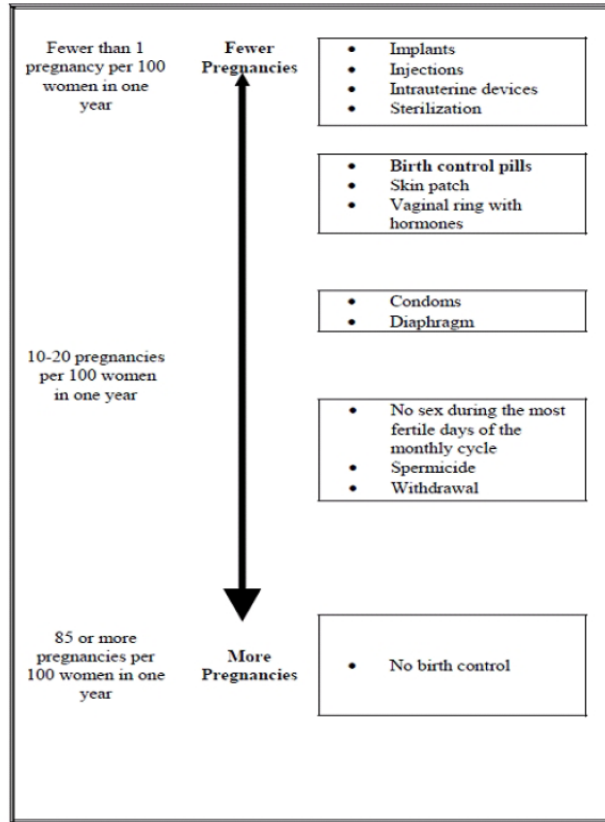 Fewer than 1
pregnancy per 100
women in one
year
Fewer
Pregnancies
• Implants
• Injections
• Intrauterine devices
• Sterilization
• Birth control pills
• Skin patch
• Vaginal ring with
hormones
• Condoms
• Diaphragm
10-20 pregnancies
per 100 women
in one year
• No sex during the most
fertile days of the
monthly cycle
• Spermicide
• Withdrawal
85 or more
pregnancies per
100 women in one
year
More
Pregnancies
• No birth control